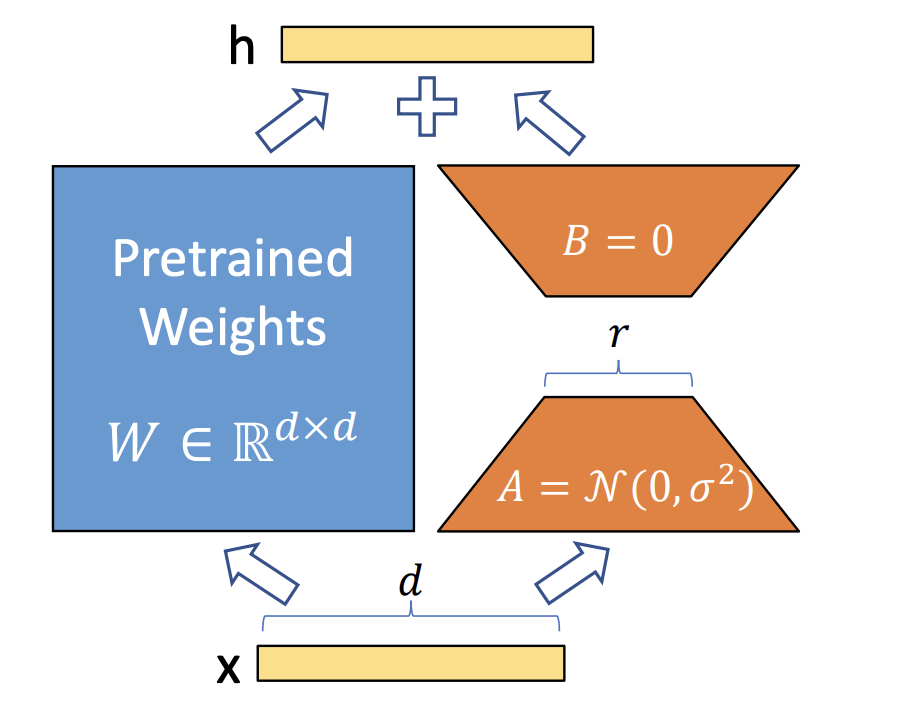 h
Pretrained
Weights
W ∈ ℝ^{d×d}
B = 0
r
A = 𝒩(0, σ²)
d
x